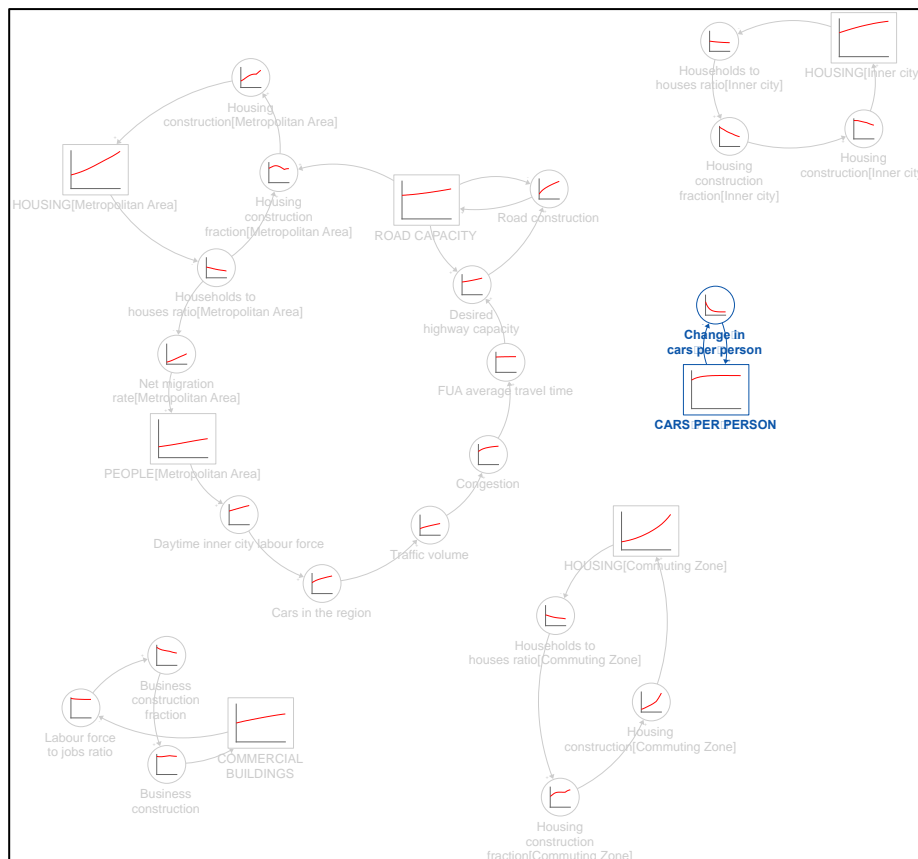 Housing
construction[Metropolitan Area]
HOUSING[Metropolitan Area]
Housing
construction
fraction[Metropolitan Area]
Households to
houses ratio[Metropolitan Area]
Net migration
rate[Metropolitan Area]
PEOPLE[Metropolitan Area]
Daytime inner city labour force
Cars in the region
Traffic volume
Congestion
FUA average travel time
Desired
highway capacity
ROAD CAPACITY
Road construction
Households to
houses ratio[Inner city]
HOUSING[Inner city
Housing
construction
fraction[Inner city]
Housing
construction[Inner city
Change in
cars per person
CARS PER PERSON
HOUSING[Commuting Zone]
Households to
houses ratio[Commuting Zone]
Housing
construction[Commuting Zone]
Housing
construction
fraction[Commuting Zone]
Business
construction
fraction
Labour force
to jobs ratio
COMMERCIAL
BUILDINGS
Business
construction